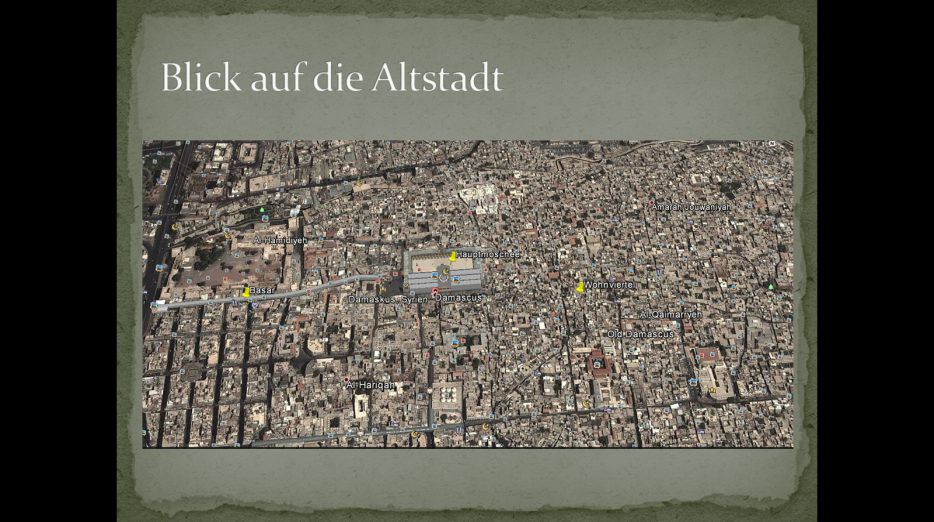 Blick auf die Altstadt
Amarah Jouwaniyah
Al-Hamidiyeh
Hauptmoschee
Wohnviertel
Basar
Damaskus, Syrien
Damascus
Al-Qaimariyeh
Old Damascus
Al-Hariqah